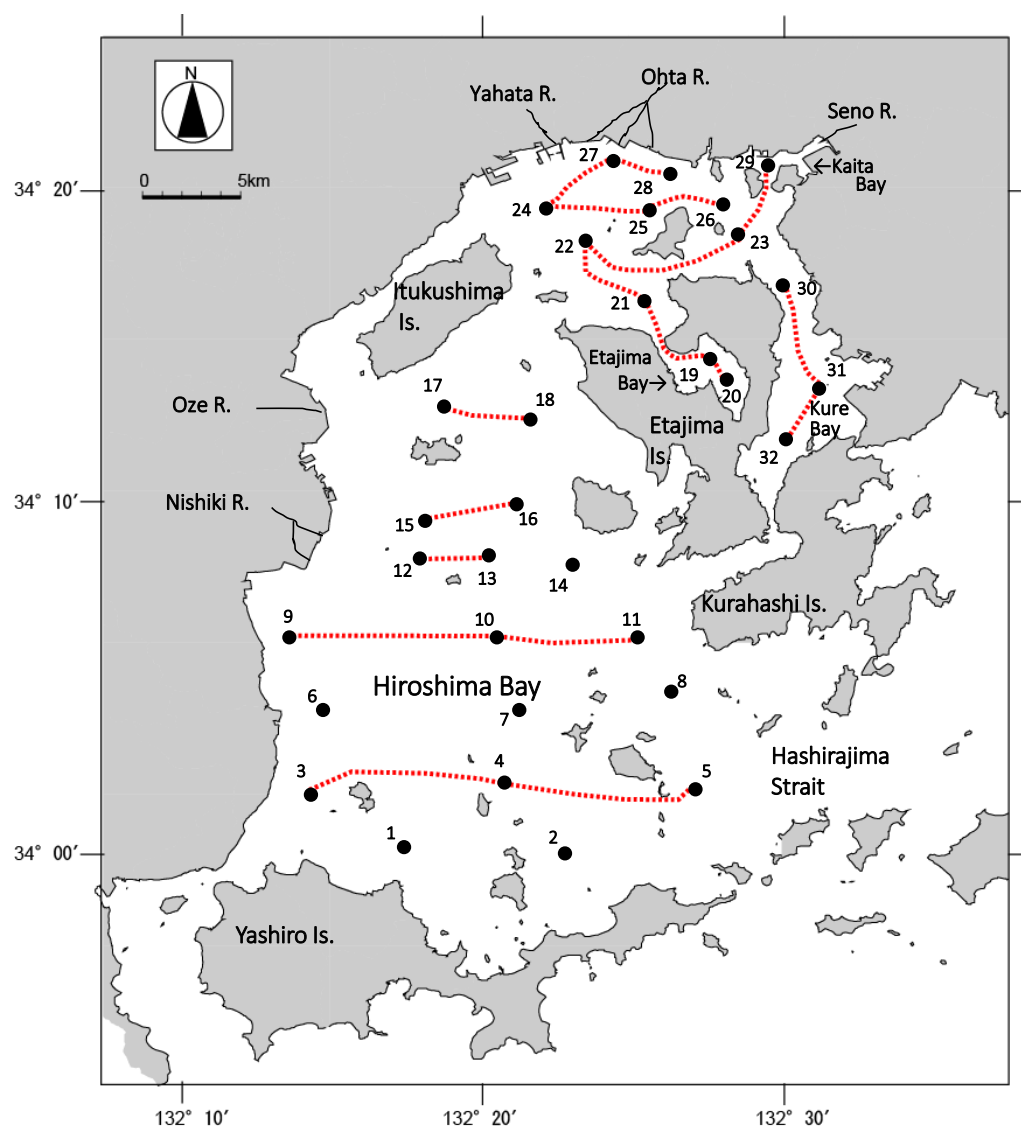 Ohta R.
Yahata R.
N
Seno R.
0
5km
27
29
←Kaita
Bay
34° 20′
28
24
25
26
23
22
Itukushima
Is.
30
21
Etajima
Bay→
19
20
31
17
18
Oze R.
Kure
Bay
Etajima
Is.
32
34° 10′
Nishiki R.
15
16
12
13
14
Kurahashi Is.
9
10
11
Hiroshima Bay
8
6
7
Hashirajima
Strait
3
4
5
1
2
34° 00′
Yashiro Is.
132° 10′
132° 20′
132° 30′